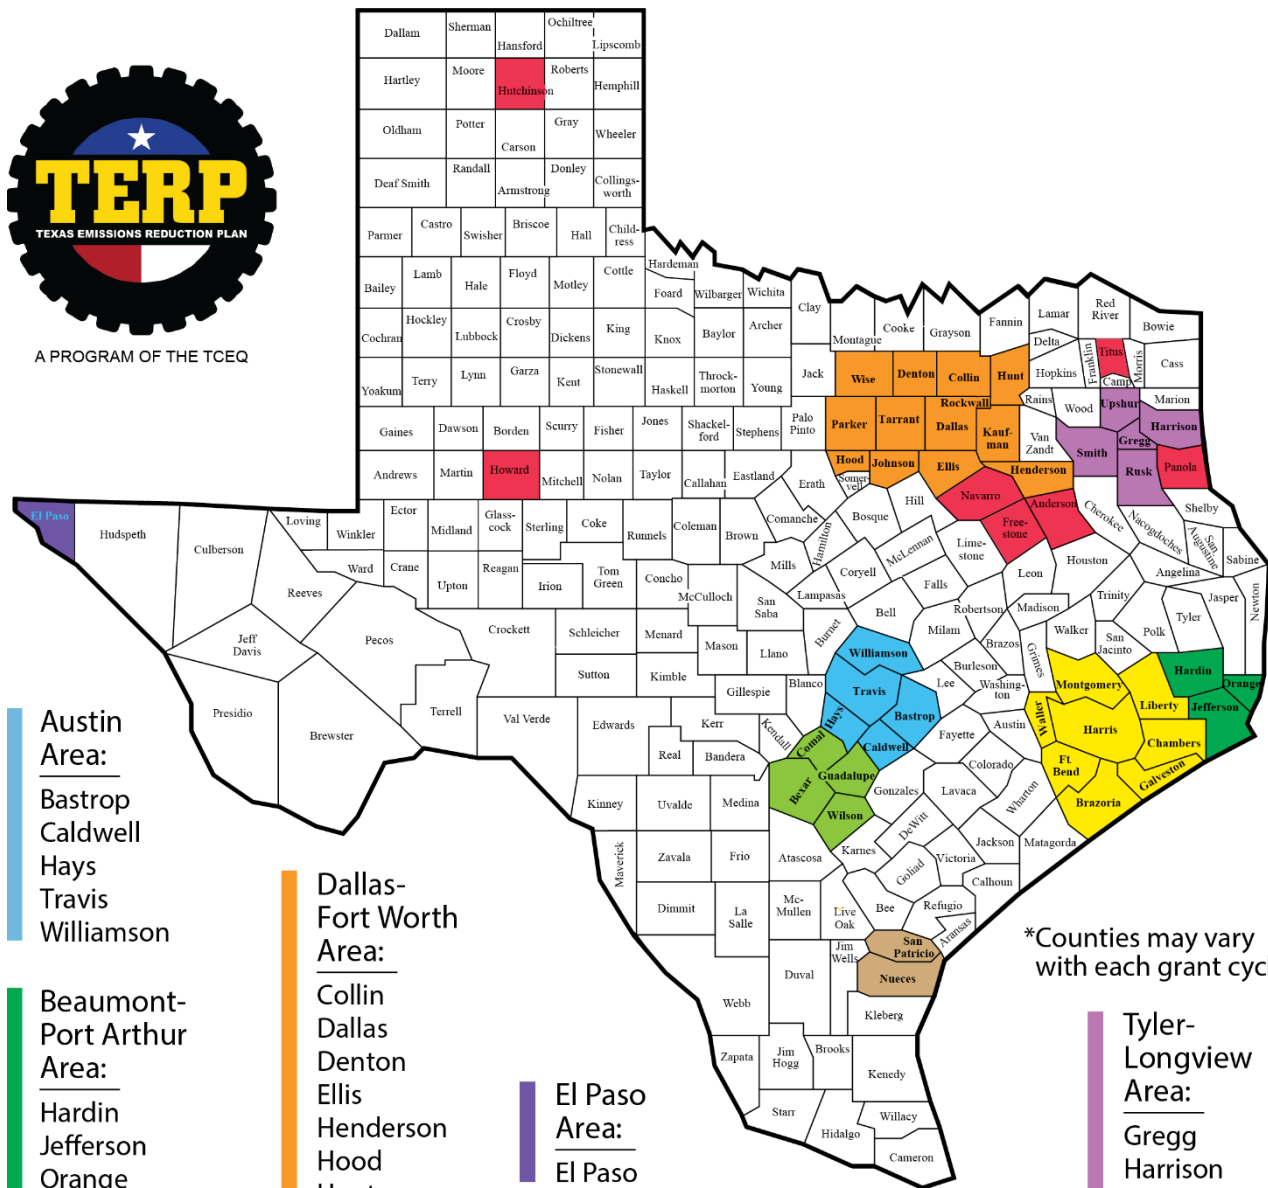 TERP
TEXAS EMISSIONS REDUCTION PLAN
A PROGRAM OF THE TCEQ
Dallam
Sherman
Hansford
Ochiltree
Lipscomb
Hartley
Moore
Hutchinson
Roberts
Hemphill
Oldham
Potter
Carson
Gray
Wheeler
Deaf Smith
Randall
Armstrong
Donley
Collings-
worth
Parmer
Castro
Swisher
Briscoe
Hall
Child-
ress
Bailey
Lamb
Hale
Floyd
Motley
Cottle
Hardeman
Foard
Wilbarger
Wichita
Clay
Cochran
Hockley
Lubbock
Crosby
Dickens
King
Knox
Baylor
Archer
Montague
Cooke
Grayson
Fannin
Lamar
Red
River
Bowie
Delta
Hopkins
Franklin
Titus
Camp
Morris
Cass
Yoakum
Terry
Lynn
Garza
Kent
Stonewall
Haskell
Throck-
morton
Young
Jack
Wise
Denton
Collin
Hunt
Rockwall
Rains
Wood
Upshur
Marion
Harrison
Gregg
Gaines
Dawson
Borden
Scurry
Fisher
Jones
Shackel-
ford
Stephens
Palo
Pinto
Parker
Tarrant
Dallas
Kauf-
man
Van
Zandt
Smith
Rusk
Panola
Andrews
Martin
Howard
Mitchell
Nolan
Taylor
Callahan
Eastland
Erath
Hood
Somer-
vell
Johnson
Ellis
Henderson
Navarro
Anderson
Free-
stone
Cherokee
Nacogdoches
Shelby
San
Augustine
Sabine
El Paso
Hudspeth
Culberson
Loving
Winkler
Ector
Midland
Glass-
cock
Sterling
Coke
Runnels
Coleman
Brown
Comanche
Hamilton
Bosque
Hill
McLennan
Lime-
stone
Leon
Houston
Angelina
Reeves
Ward
Crane
Upton
Reagan
Irion
Tom
Green
Concho
McCulloch
San
Saba
Mills
Lampasas
Coryell
Bell
Falls
Robertson
Madison
Trinity
Jasper
Newton
Tyler
Polk
San
Jacinto
Walker
Grimes
Brazos
Milam
Burleson
Washing-
ton
Lee
Jeff
Davis
Pecos
Crockett
Schleicher
Menard
Mason
Llano
Burnet
Williamson
Travis
Bastrop
Hays
Caldwell
Blanco
Gillespie
Kimble
Sutton
Presidio
Brewster
Terrell
Val Verde
Edwards
Kerr
Real
Bandera
Kendall
Comal
Guadalupe
Bexar
Wilson
Fayette
Austin
Colorado
Waller
Montgomery
Harris
Liberty
Hardin
Orange
Jefferson
Chambers
Galveston
Ft.
Bend
Brazoria
Wharton
Matagorda
Gonzales
Lavaca
DeWitt
Jackson
Victoria
Calhoun
Goliad
Karnes
Kinney
Uvalde
Medina
Maverick
Zavala
Frio
Atascosa
Dimmit
La
Salle
Mc-
Mullen
Live
Oak
Bee
Refugio
Aransas
San
Patricio
Nueces
Jim
Wells
Duval
Webb
Kleberg
Zapata
Jim
Hogg
Brooks
Kenedy
Starr
Hidalgo
Willacy
Cameron
Austin
Area:
Bastrop
Caldwell
Hays
Travis
Williamson
Beaumont-
Port Arthur
Area:
Hardin
Jefferson
Orange
Dallas-
Fort Worth
Area:
Collin
Dallas
Denton
Ellis
Henderson
Hood
El Paso
Area:
El Paso
*Counties may vary
with each grant cyc
Tyler-
Longview
Area:
Gregg
Harrison